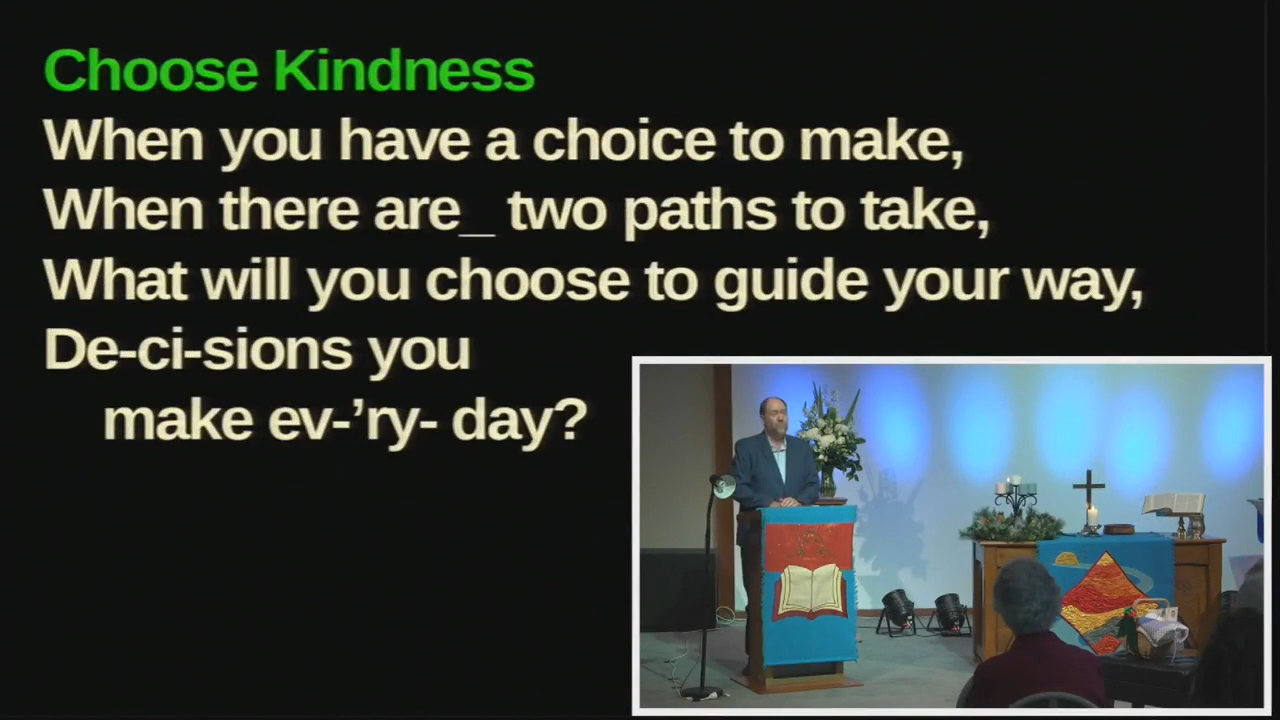 Choose Kindness
When you have a choice to make,
When there are_ two paths to take,
What will you choose to guide your way,
De-ci-sions you
make ev-’ry- day?